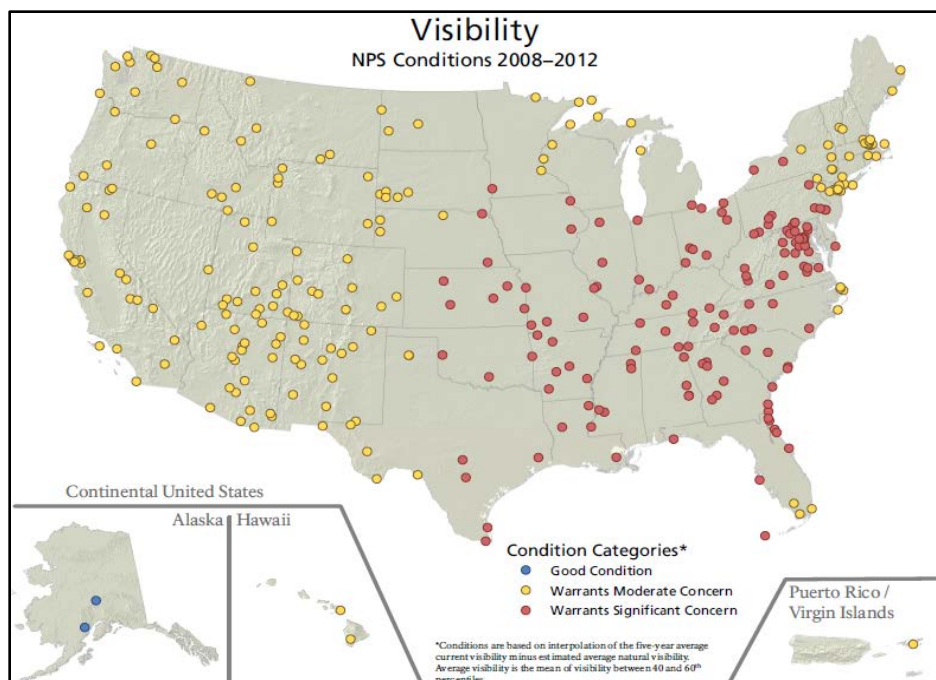 Visibility
NPS Conditions 2008–2012
Continental United States
Alaska
Hawaii
Condition Categories*
Good Condition
Warrants Moderate Concern
Warrants Significant Concern
Puerto Rico /
Virgin Islands
*Conditions are based on interpolation of the five-year average
current visibility minus estimated average natural visibility.
Average visibility is the mean of visibility between 40 and 60th
percentiles